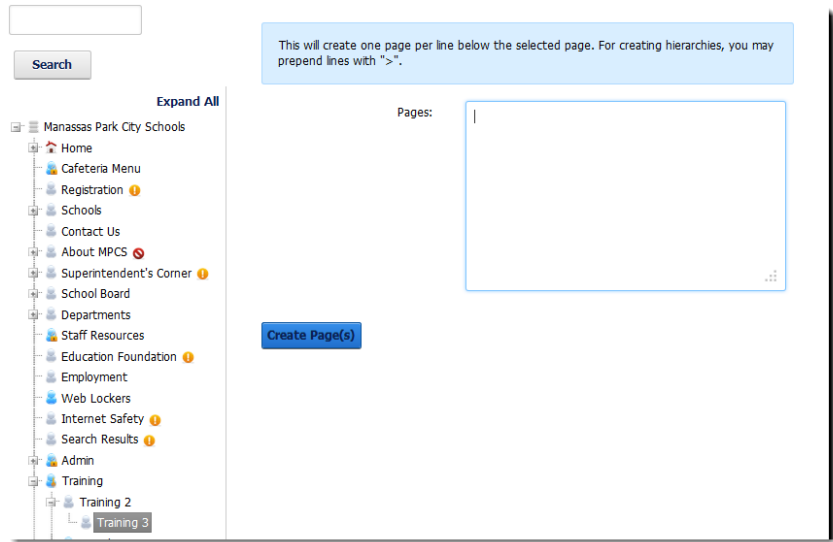 Search
Expand All
Manassas Park City Schools
Home
Cafeteria Menu
Registration
Schools
Contact Us
About MPCS
Superintendent's Corner
School Board
Departments
Staff Resources
Education Foundation
Employment
Web Lockers
Internet Safety
Search Results
Admin
Training
Training 2
Training 3
This will create one page per line below the selected page. For creating hierarchies, you may
prepend lines with ">".
Pages:
Create Page(s)